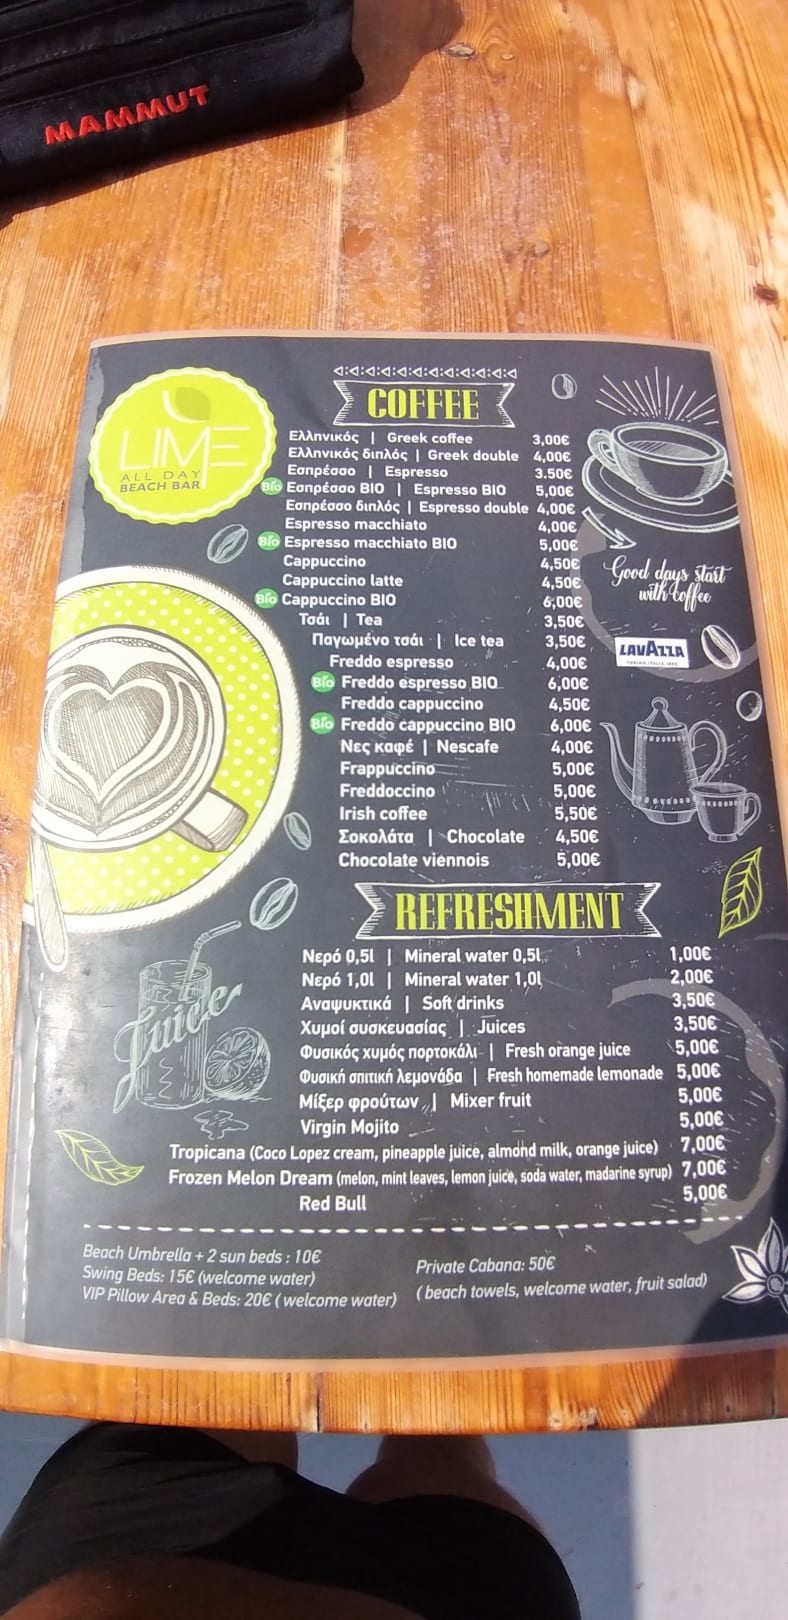 MAMMUT
LIME
ALL DAY
BEACH BAR
COFFEE
Ελληνικός | Greek coffee 3,00€
Ελληνικός διπλός | Greek double 4,00€
Εσπρέσσο | Espresso 3.50€
Bio Εσπρέσσο BIO | Espresso BIO 5,00€
Εσπρέσσο διπλός | Espresso double 4,00€
Espresso macchiato 4,00€
Bio Espresso macchiato BIO 5,00€
Cappuccino 4,50€
Cappuccino latte 4,50€
Bio Cappuccino BIO 6,00€
Τσάι | Tea 3,50€
Παγωμένο τσάι | Ice tea 3,50€
Freddo espresso 4,00€
Bio Freddo espresso BIO 6,00€
Freddo cappuccino 4,50€
Bio Freddo cappuccino BIO 6,00€
Νες καφέ | Nescafe 4,00€
Frappuccino 5,00€
Freddoccino 5,00€
Irish coffee 5,50€
Σοκολάτα | Chocolate 4,50€
Chocolate viennois 5,00€
Good days start
with coffee
LAVAZZA
TORINO, ITALIA, 1895
REFRESHMENT
Νερό 0,5l | Mineral water 0,5l 1,00€
Νερό 1,0l | Mineral water 1,0l 2,00€
Αναψυκτικά | Soft drinks 3,50€
Χυμοί συσκευασίας | Juices 3,50€
Φυσικός χυμός πορτοκάλι | Fresh orange juice 5,00€
Φυσική σπιτική λεμονάδα | Fresh homemade lemonade 5,00€
Μίξερ φρούτων | Mixer fruit 5,00€
Virgin Mojito 5,00€
Tropicana (Coco Lopez cream, pineapple juice, almond milk, orange juice) 7,00€
Frozen Melon Dream (melon, mint leaves, lemon juice, soda water, madarine syrup) 7,00€
Red Bull 5,00€
Juice
Beach Umbrella + 2 sun beds : 10€
Swing Beds: 15€ (welcome water)
VIP Pillow Area & Beds: 20€ ( welcome water)
Private Cabana: 50€
( beach towels, welcome water, fruit salad)